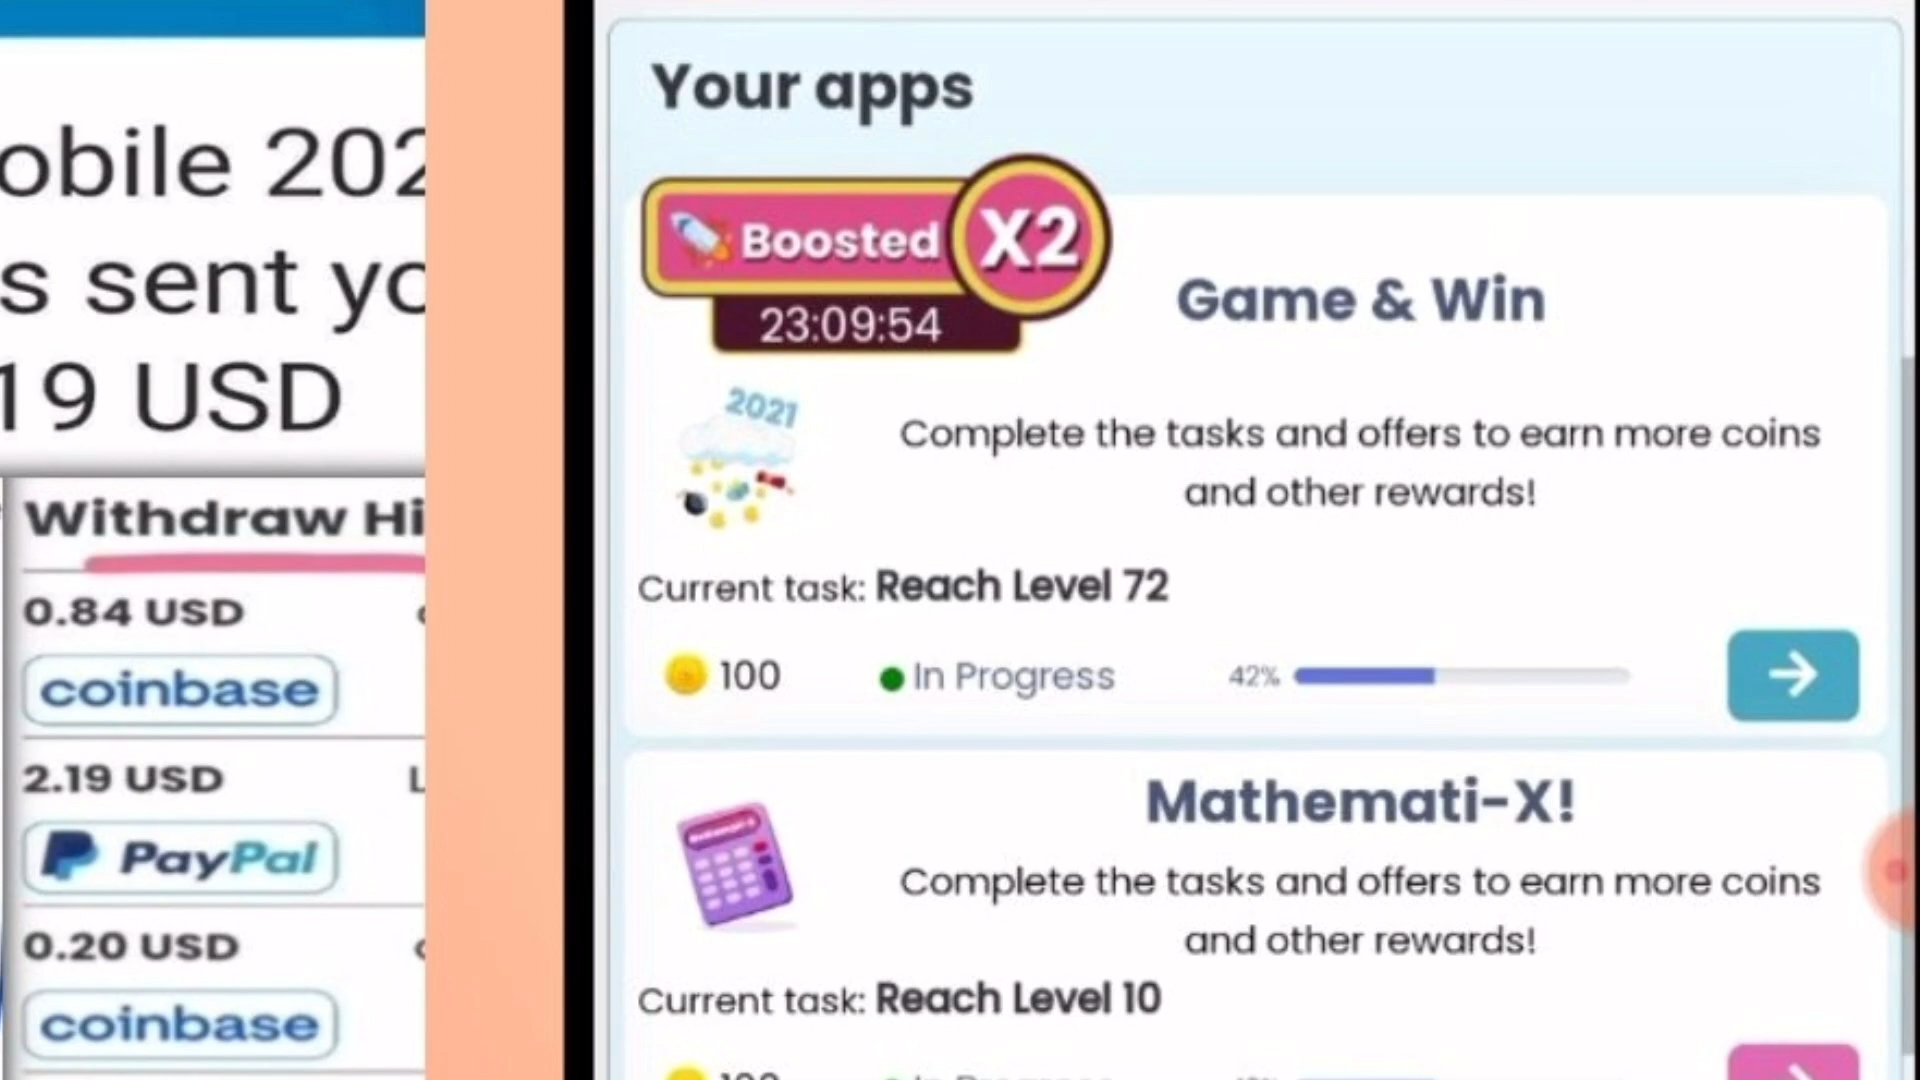 obile 202
s sent yo
19 USD
Withdraw Hi
0.84 USD
coinbase
2.19 USD
PayPal
0.20 USD
coinbase
Your apps
Boosted X2
23:09:54
Game & Win
2021
Complete the tasks and offers to earn more coins
and other rewards!
Current task: Reach Level 72
100 In Progress 42%
Mathemati-X!
Complete the tasks and offers to earn more coins
and other rewards!
Current task: Reach Level 10
In Progress